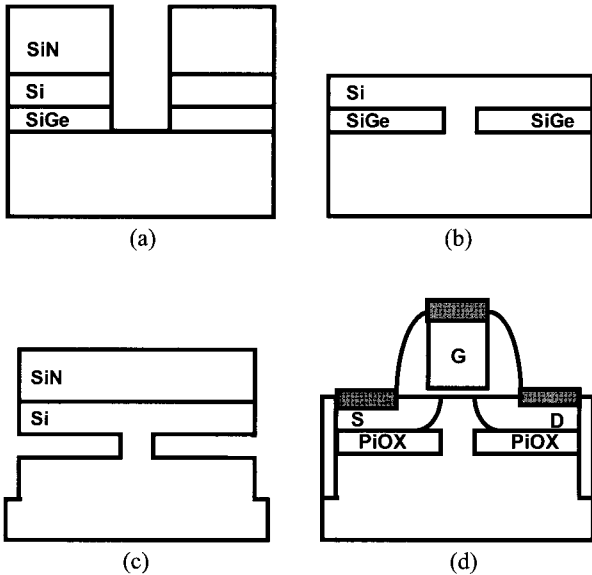 SiN
Si
SiGe
(a)
Si
SiGe SiGe
(b)
SiN
Si
(c)
G
S D
PiOX PiOX
(d)